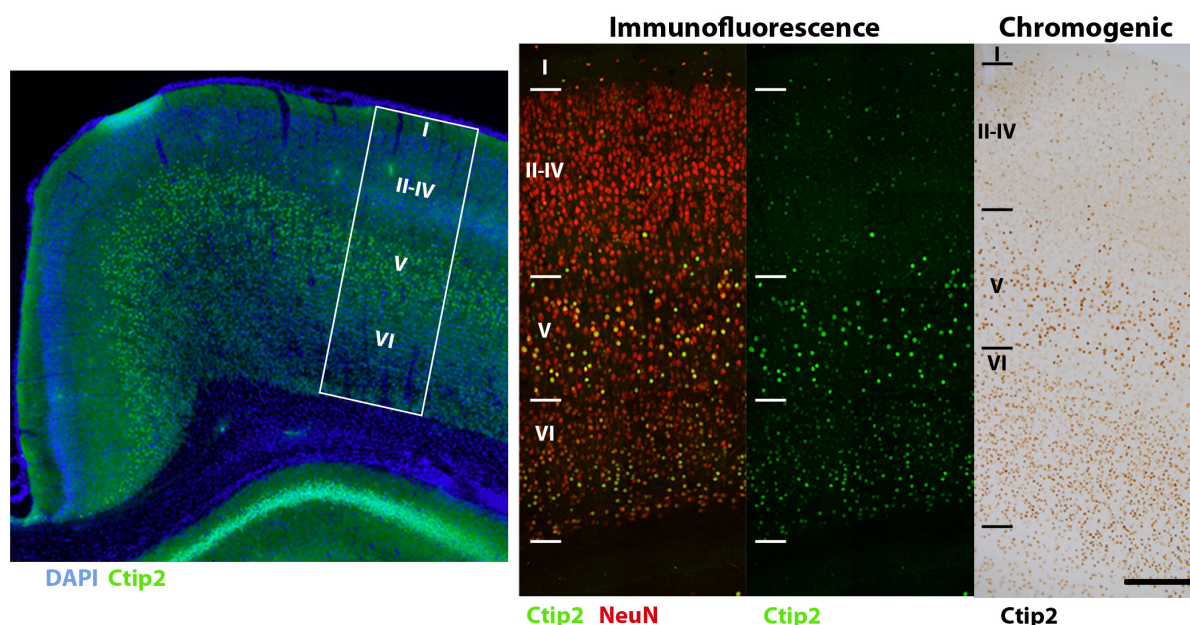 Immunofluorescence
Chromogenic
I
II-IV
V
VI
DAPI Ctip2
I
II-IV
V
VI
Ctip2 NeuN
Ctip2
I
II-IV
V
VI
Ctip2